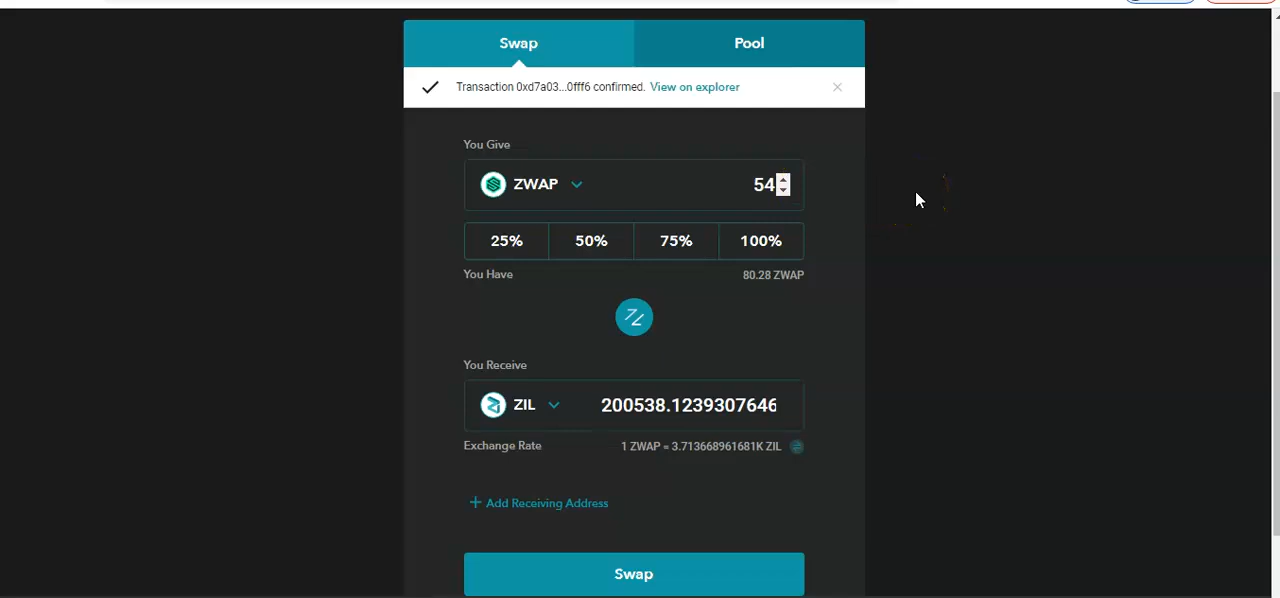 Swap
Pool
Transaction 0xd7a03...0fff6 confirmed. View on explorer
You Give
ZWAP 54
25% 50% 75% 100%
You Have 80.28 ZWAP
You Receive
ZIL 200538.1239307646
Exchange Rate 1 ZWAP = 3.713668961681K ZIL
+ Add Receiving Address
Swap